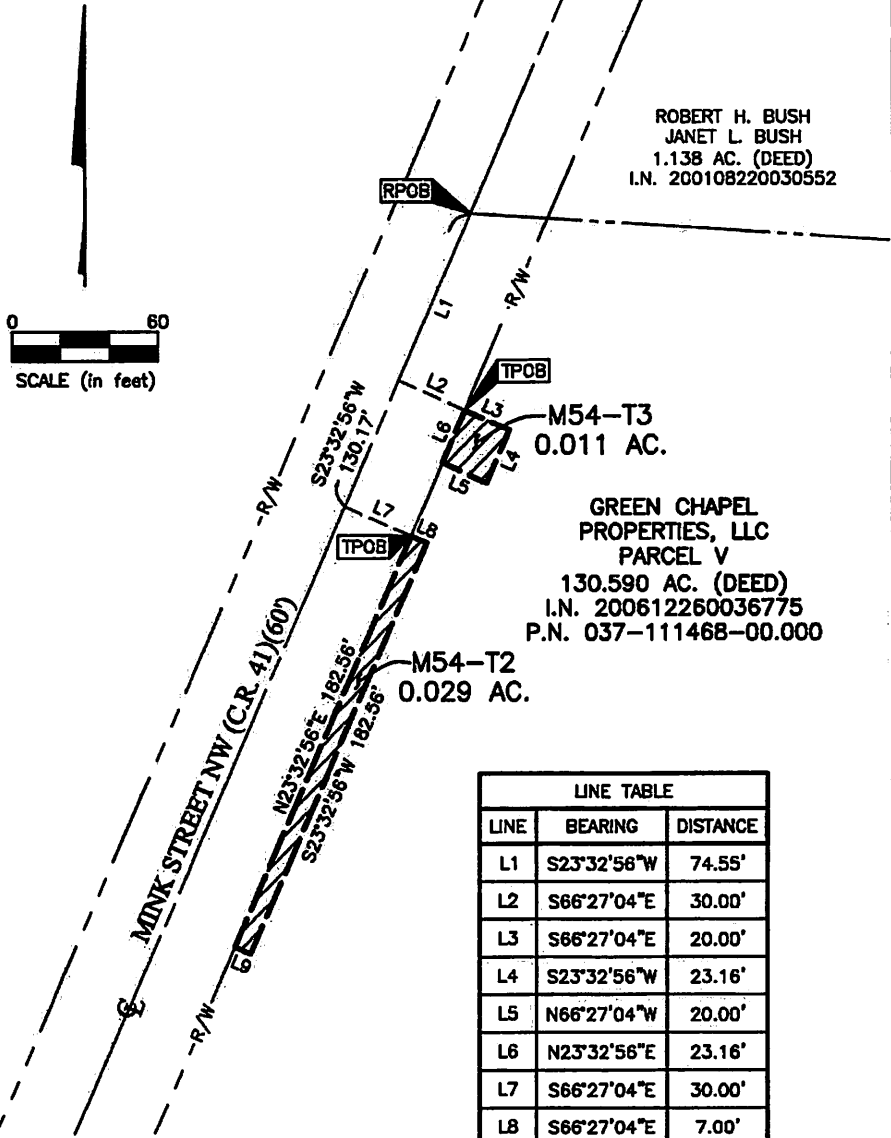 ROBERT H. BUSH
JANET L. BUSH
1.138 AC. (DEED)
I.N. 200108220030552
RPOB
R/W
L1
0 60
SCALE (in feet)
L2
TPOB
L3
M54-T3
0.011 AC.
L6
L4
L5
S23°32'56"W
130.17'
R/W
L7
L8
TPOB
GREEN CHAPEL
PROPERTIES, LLC
PARCEL V
130.590 AC. (DEED)
I.N. 200612260036775
P.N. 037-111468-00.000
M54-T2
0.029 AC.
MINK STREET NW (C.R. 41)(60')
N23°32'56"E 182.56'
S23°32'56"W 182.56'
L9
CL
R/W
LINE TABLE
LINE BEARING DISTANCE
L1 S23°32'56"W 74.55'
L2 S66°27'04"E 30.00'
L3 S66°27'04"E 20.00'
L4 S23°32'56"W 23.16'
L5 N66°27'04"W 20.00'
L6 N23°32'56"E 23.16'
L7 S66°27'04"E 30.00'
L8 S66°27'04"E 7.00'